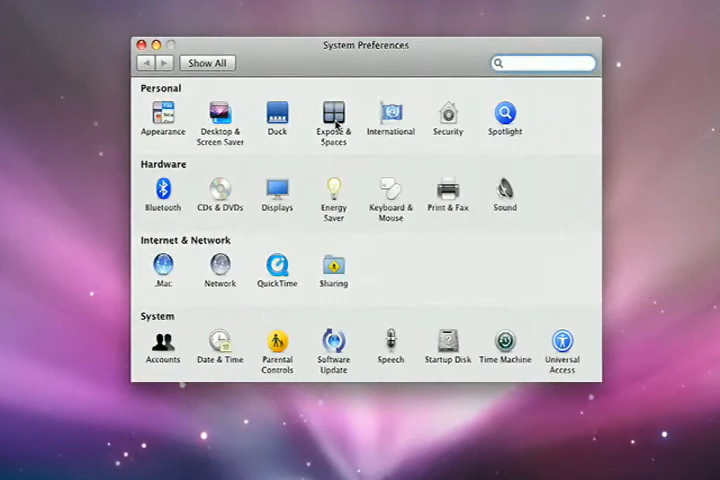 System Preferences
Show All
Personal
Appearance
Desktop &
Screen Saver
Dock
Exposé &
Spaces
International
Security
Spotlight
Hardware
Bluetooth
CDs & DVDs
Displays
Energy
Saver
Keyboard &
Mouse
Print & Fax
Sound
Internet & Network
.Mac
Network
QuickTime
Sharing
System
Accounts
Date & Time
Parental
Controls
Software
Update
Speech
Startup Disk
Time Machine
Universal
Access